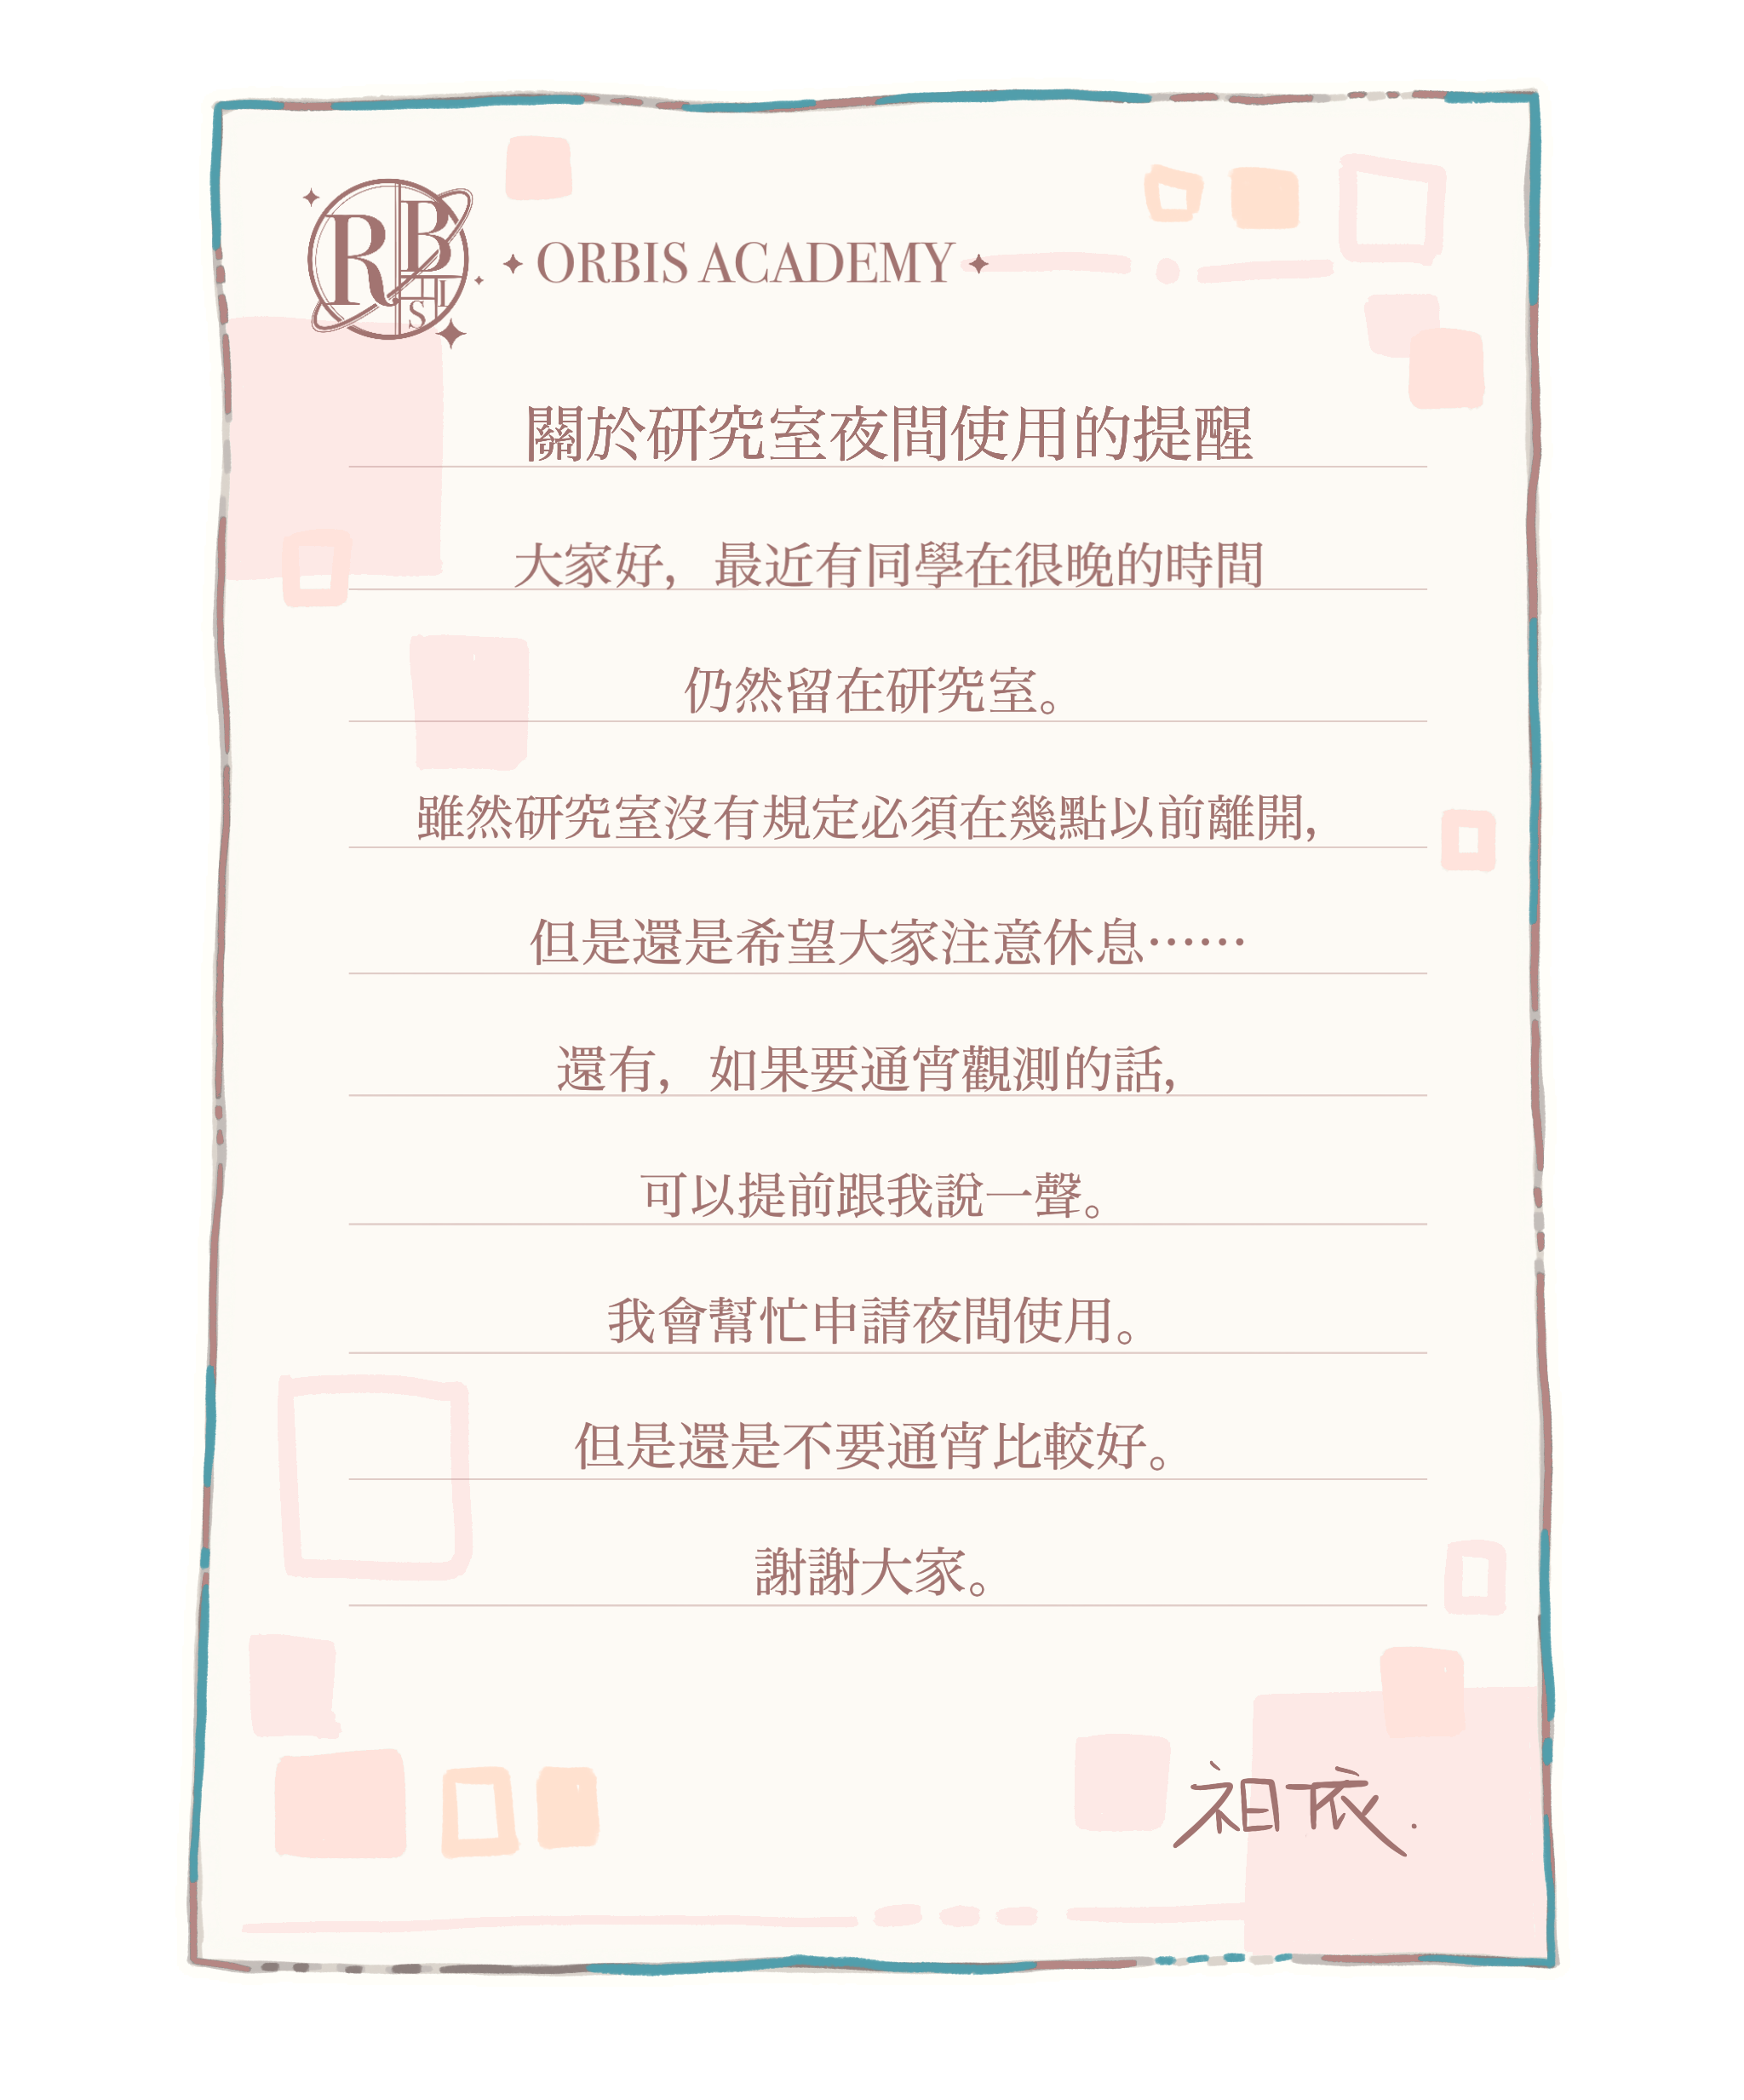 RBIS
ORBIS ACADEMY
關於研究室夜間使用的提醒
大家好，最近有同學在很晚的時間
仍然留在研究室。
雖然研究室沒有規定必須在幾點以前離開，
但是還是希望大家注意休息⋯⋯
還有，如果要通宵觀測的話，
可以提前跟我說一聲。
我會幫忙申請夜間使用。
但是還是不要通宵比較好。
謝謝大家。
衵依.